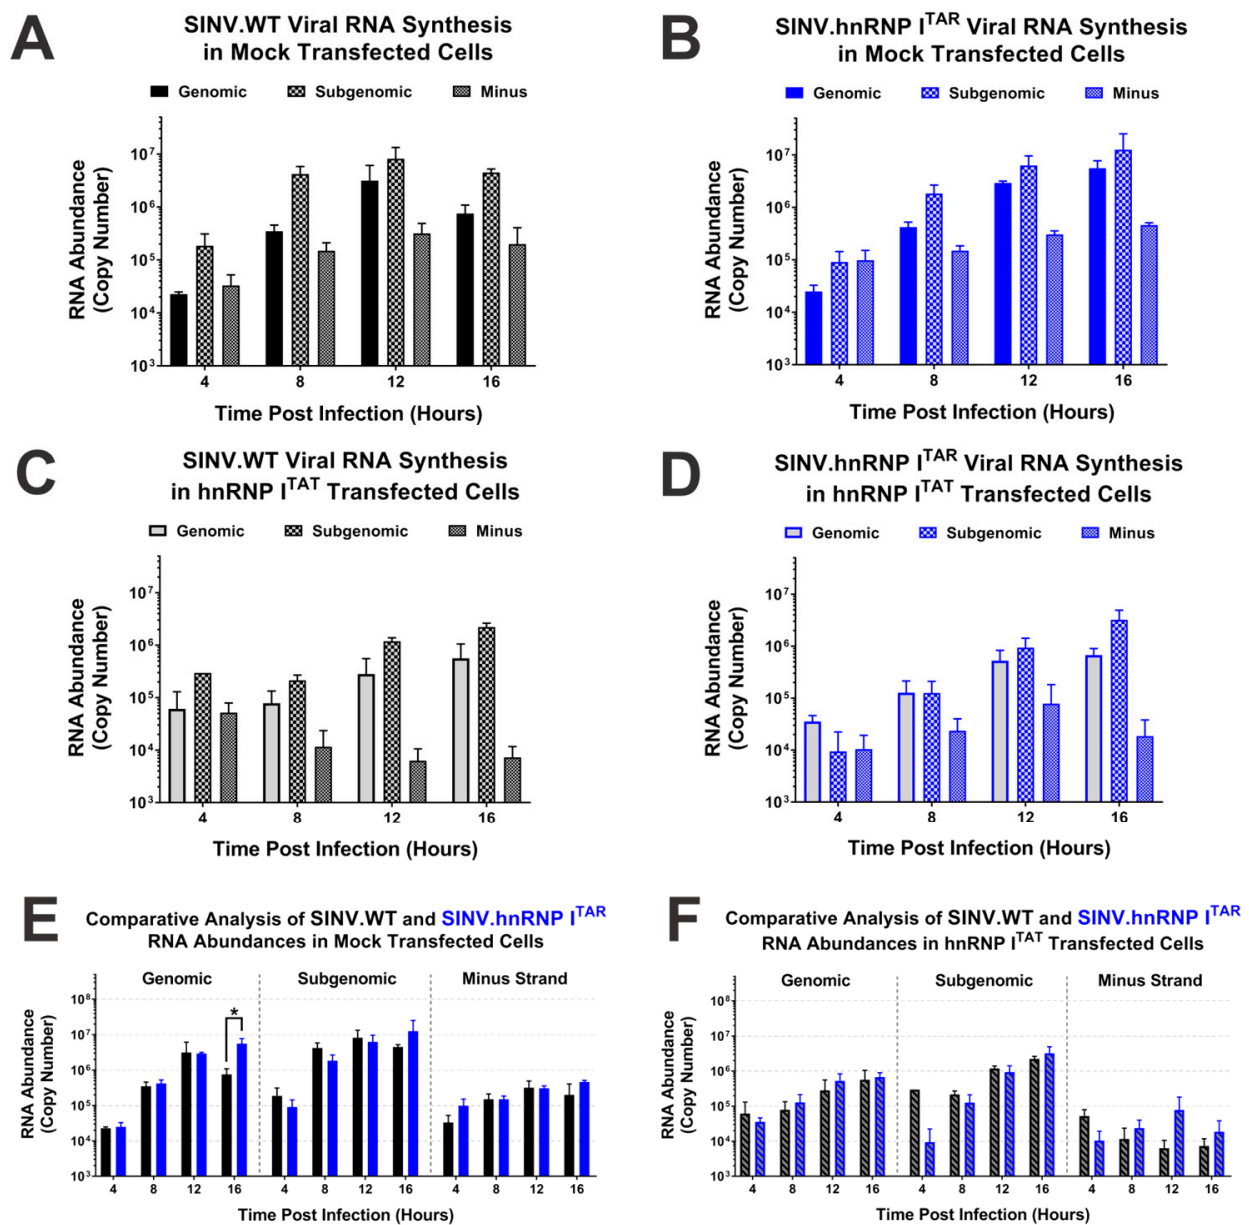 A
SINV.WT Viral RNA Synthesis
in Mock Transfected Cells
Genomic Subgenomic Minus
RNA Abundance
(Copy Number)
10⁷
10⁶
10⁵
10⁴
10³
4 8 12 16
Time Post Infection (Hours)
B
SINV.hnRNP Iᵀᴬᴿ Viral RNA Synthesis
in Mock Transfected Cells
Genomic Subgenomic Minus
RNA Abundance
(Copy Number)
10⁷
10⁶
10⁵
10⁴
10³
4 8 12 16
Time Post Infection (Hours)
C
SINV.WT Viral RNA Synthesis
in hnRNP Iᵀᴬᵀ Transfected Cells
Genomic Subgenomic Minus
RNA Abundance
(Copy Number)
10⁷
10⁶
10⁵
10⁴
10³
4 8 12 16
Time Post Infection (Hours)
D
SINV.hnRNP Iᵀᴬᴿ Viral RNA Synthesis
in hnRNP Iᵀᴬᵀ Transfected Cells
Genomic Subgenomic Minus
RNA Abundance
(Copy Number)
10⁷
10⁶
10⁵
10⁴
10³
4 8 12 16
Time Post Infection (Hours)
E
Comparative Analysis of SINV.WT and SINV.hnRNP Iᵀᴬᴿ
RNA Abundances in Mock Transfected Cells
Genomic Subgenomic Minus Strand
RNA Abundance
(Copy Number)
10⁸
10⁷
10⁶
10⁵
10⁴
10³
*
4 8 12 16 4 8 12 16 4 8 12 16
Time Post Infection (Hours)
F
Comparative Analysis of SINV.WT and SINV.hnRNP Iᵀᴬᴿ
RNA Abundances in hnRNP Iᵀᴬᵀ Transfected Cells
Genomic Subgenomic Minus Strand
RNA Abundance
(Copy Number)
10⁸
10⁷
10⁶
10⁵
10⁴
10³
4 8 12 16 4 8 12 16 4 8 12 16
Time Post Infection (Hours)